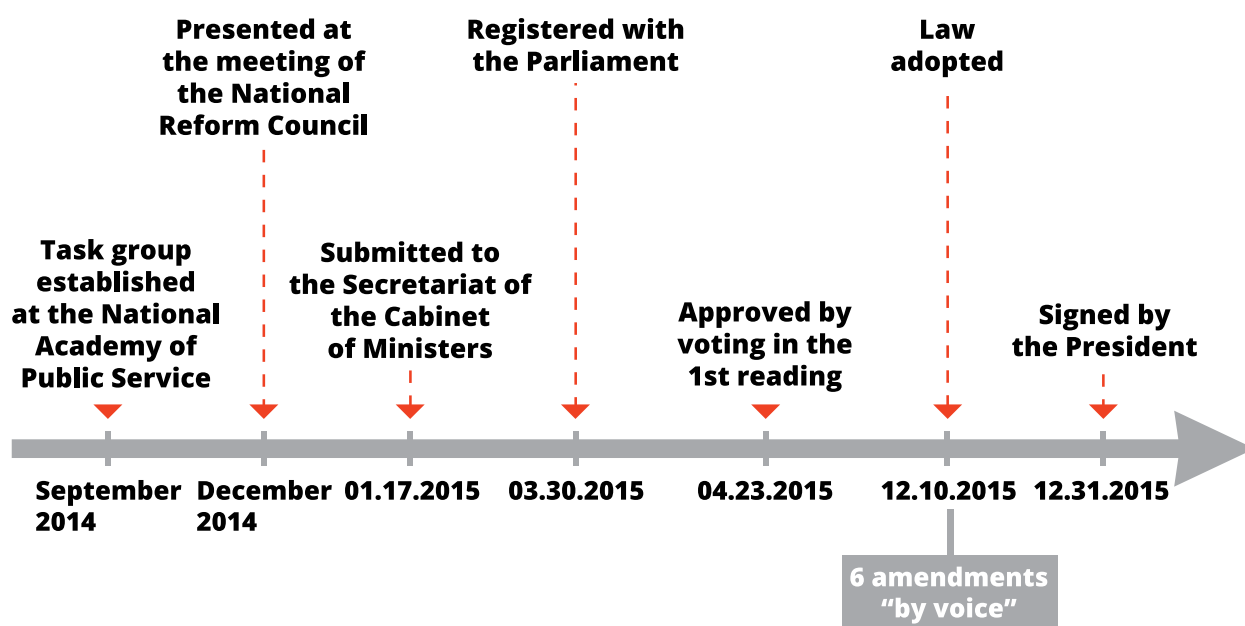 Presented at
the meeting of
the National
Reform Council
Registered with
the Parliament
Law
adopted
Task group
established
at the National
Academy of
Public Service
Submitted to
the Secretariat of
the Cabinet
of Ministers
Approved by
voting in the
1st reading
Signed by
the President
September
2014
December
2014
01.17.2015
03.30.2015
04.23.2015
12.10.2015
12.31.2015
6 amendments
“by voice”